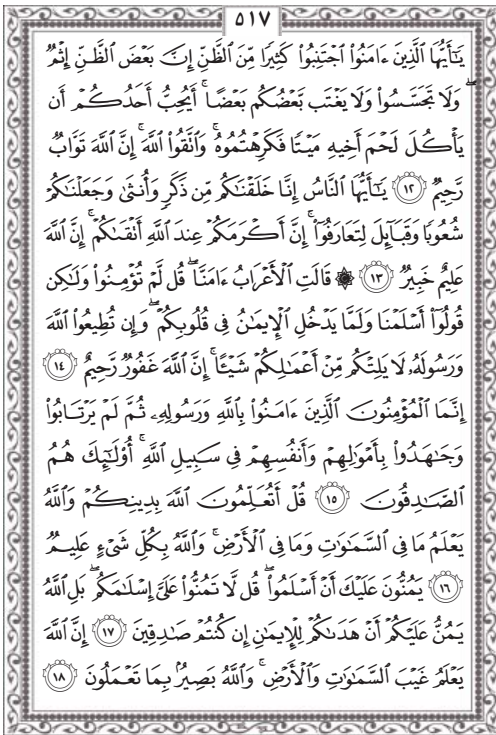 ٥١٧
يَٰٓأَيُّهَا ٱلَّذِينَ ءَامَنُوا۟ ٱجْتَنِبُوا۟ كَثِيرًا مِّنَ ٱلظَّنِّ إِنَّ بَعْضَ ٱلظَّنِّ إِثْمٌ ۖ
وَلَا تَجَسَّسُوا۟ وَلَا يَغْتَب بَّعْضُكُم بَعْضًا ۚ أَيُحِبُّ أَحَدُكُمْ أَن
يَأْكُلَ لَحْمَ أَخِيهِ مَيْتًا فَكَرِهْتُمُوهُ ۚ وَٱتَّقُوا۟ ٱللَّهَ ۚ إِنَّ ٱللَّهَ تَوَّابٌ
رَّحِيمٌ ١٢ يَٰٓأَيُّهَا ٱلنَّاسُ إِنَّا خَلَقْنَٰكُم مِّن ذَكَرٍ وَأُنثَىٰ وَجَعَلْنَٰكُمْ
شُعُوبًا وَقَبَآئِلَ لِتَعَارَفُوٓا۟ ۚ إِنَّ أَكْرَمَكُمْ عِندَ ٱللَّهِ أَتْقَىٰكُمْ ۚ إِنَّ ٱللَّهَ
عَلِيمٌ خَبِيرٌ ١٣ ۞ قَالَتِ ٱلْأَعْرَابُ ءَامَنَّا ۖ قُل لَّمْ تُؤْمِنُوا۟ وَلَٰكِن
قُولُوٓا۟ أَسْلَمْنَا وَلَمَّا يَدْخُلِ ٱلْإِيمَٰنُ فِى قُلُوبِكُمْ ۖ وَإِن تُطِيعُوا۟ ٱللَّهَ
وَرَسُولَهُۥ لَا يَلِتْكُم مِّنْ أَعْمَٰلِكُمْ شَيْـًٔا ۚ إِنَّ ٱللَّهَ غَفُورٌ رَّحِيمٌ ١٤
إِنَّمَا ٱلْمُؤْمِنُونَ ٱلَّذِينَ ءَامَنُوا۟ بِٱللَّهِ وَرَسُولِهِۦ ثُمَّ لَمْ يَرْتَابُوا۟
وَجَٰهَدُوا۟ بِأَمْوَٰلِهِمْ وَأَنفُسِهِمْ فِى سَبِيلِ ٱللَّهِ ۚ أُو۟لَٰٓئِكَ هُمُ
ٱلصَّٰدِقُونَ ١٥ قُلْ أَتُعَلِّمُونَ ٱللَّهَ بِدِينِكُمْ وَٱللَّهُ
يَعْلَمُ مَا فِى ٱلسَّمَٰوَٰتِ وَمَا فِى ٱلْأَرْضِ ۚ وَٱللَّهُ بِكُلِّ شَىْءٍ عَلِيمٌ
١٦ يَمُنُّونَ عَلَيْكَ أَنْ أَسْلَمُوا۟ ۖ قُل لَّا تَمُنُّوا۟ عَلَىَّ إِسْلَٰمَكُم ۖ بَلِ ٱللَّهُ
يَمُنُّ عَلَيْكُمْ أَنْ هَدَىٰكُمْ لِلْإِيمَٰنِ إِن كُنتُمْ صَٰدِقِينَ ١٧ إِنَّ ٱللَّهَ
يَعْلَمُ غَيْبَ ٱلسَّمَٰوَٰتِ وَٱلْأَرْضِ ۚ وَٱللَّهُ بَصِيرٌۢ بِمَا تَعْمَلُونَ ١٨